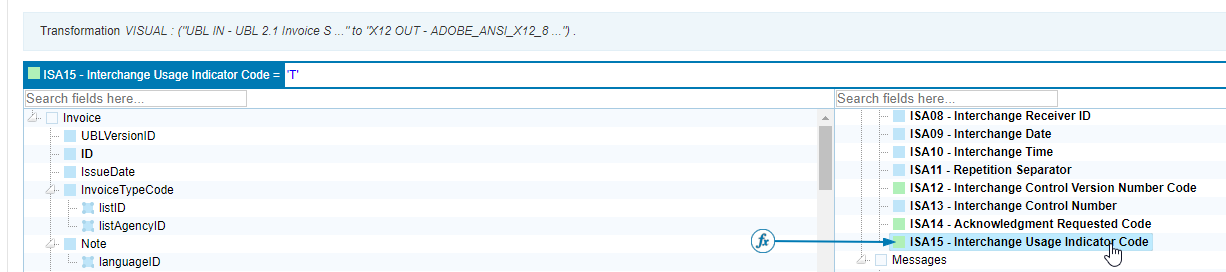 Transformation VISUAL : ("UBL IN - UBL 2.1 Invoice S ..." to "X12 OUT - ADOBE_ANSI_X12_8 ...") .
ISA15 - Interchange Usage Indicator Code = 'T'
Search fields here...
Invoice
UBLVersionID
ID
IssueDate
InvoiceTypeCode
listID
listAgencyID
Note
languageID
fx
Search fields here...
ISA08 - Interchange Receiver ID
ISA09 - Interchange Date
ISA10 - Interchange Time
ISA11 - Repetition Separator
ISA12 - Interchange Control Version Number Code
ISA13 - Interchange Control Number
ISA14 - Acknowledgment Requested Code
ISA15 - Interchange Usage Indicator Code
Messages